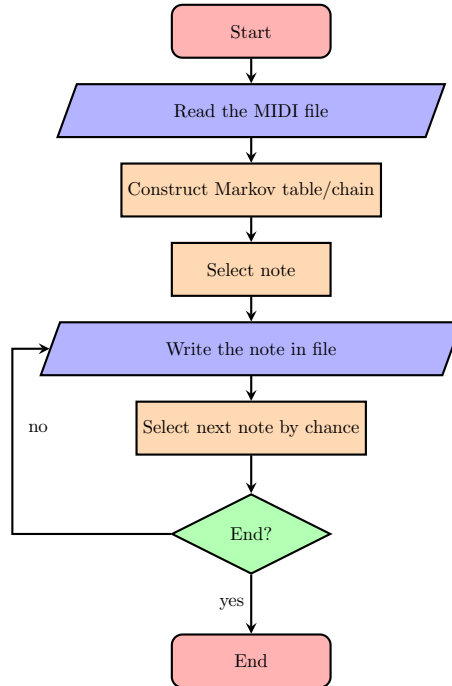 Start
Read the MIDI file
Construct Markov table/chain
Select note
Write the note in file
Select next note by chance
no
End?
yes
End